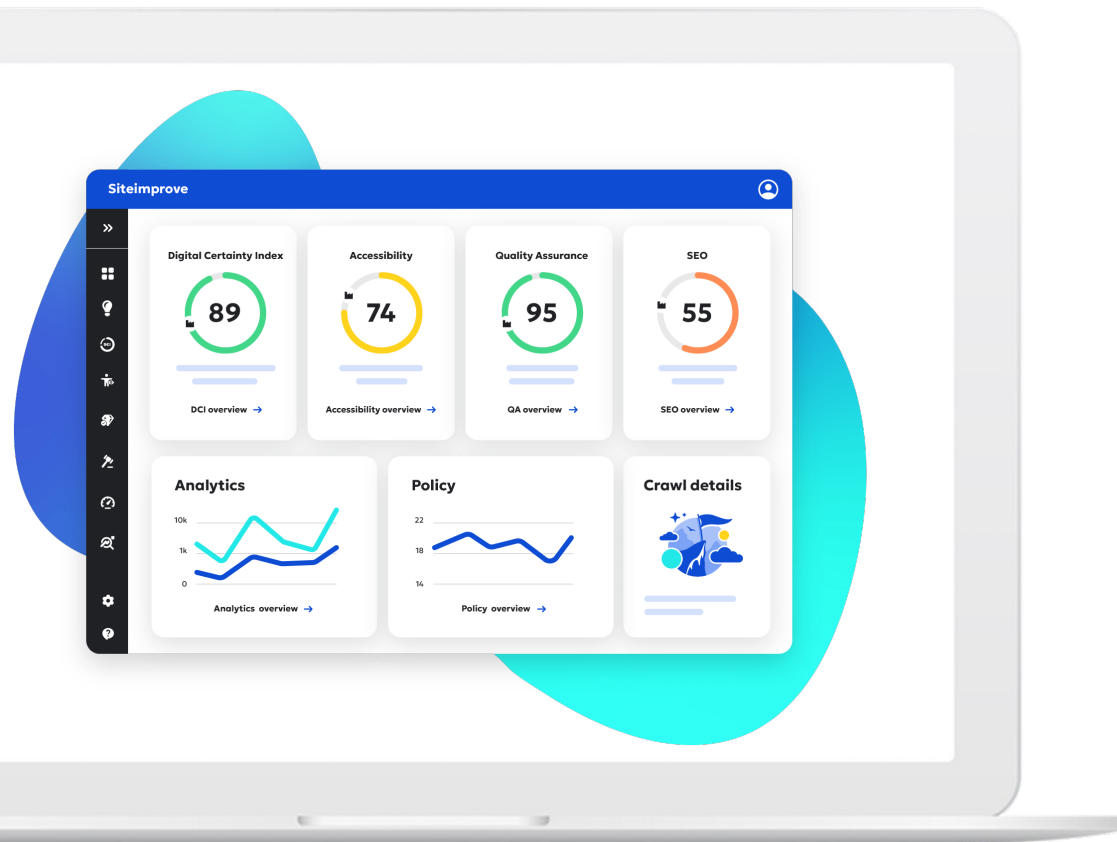 Siteimprove
Digital Certainty Index
89
DCI overview
Accessibility
74
Accessibility overview
Quality Assurance
95
QA overview
SEO
55
SEO overview
Analytics
10k
1k
0
Analytics overview
Policy
22
18
14
Policy overview
Crawl details